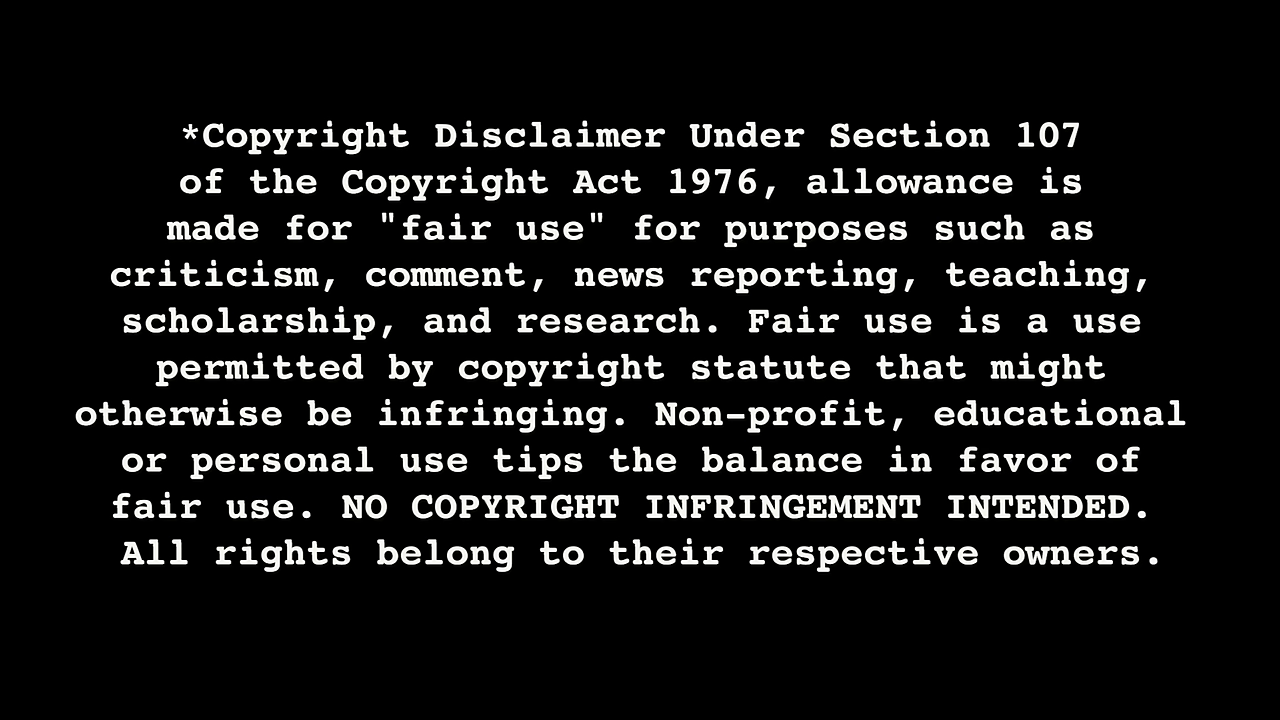 *Copyright Disclaimer Under Section 107
of the Copyright Act 1976, allowance is
made for "fair use" for purposes such as
criticism, comment, news reporting, teaching,
scholarship, and research. Fair use is a use
permitted by copyright statute that might
otherwise be infringing. Non-profit, educational
or personal use tips the balance in favor of
fair use. NO COPYRIGHT INFRINGEMENT INTENDED.
All rights belong to their respective owners.